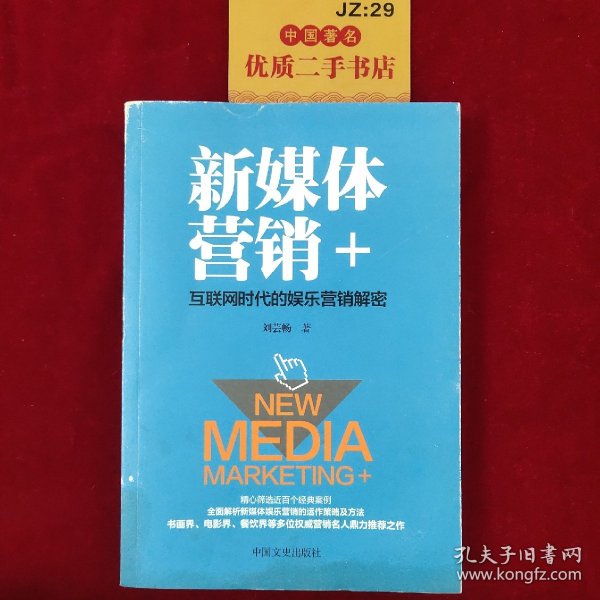 JZ:29
中国著名
优质二手书店
新媒体
营销+
互联网时代的娱乐营销解密
刘芸畅 著
NEW
MEDIA
MARKETING+
精心筛选近百个经典案例
全面解析新媒体娱乐营销的运作策略及方法
书画界、电影界、餐饮界等多位权威营销名人鼎力推荐之作
中国文史出版社
孔夫子旧书网
www.kongfz.com